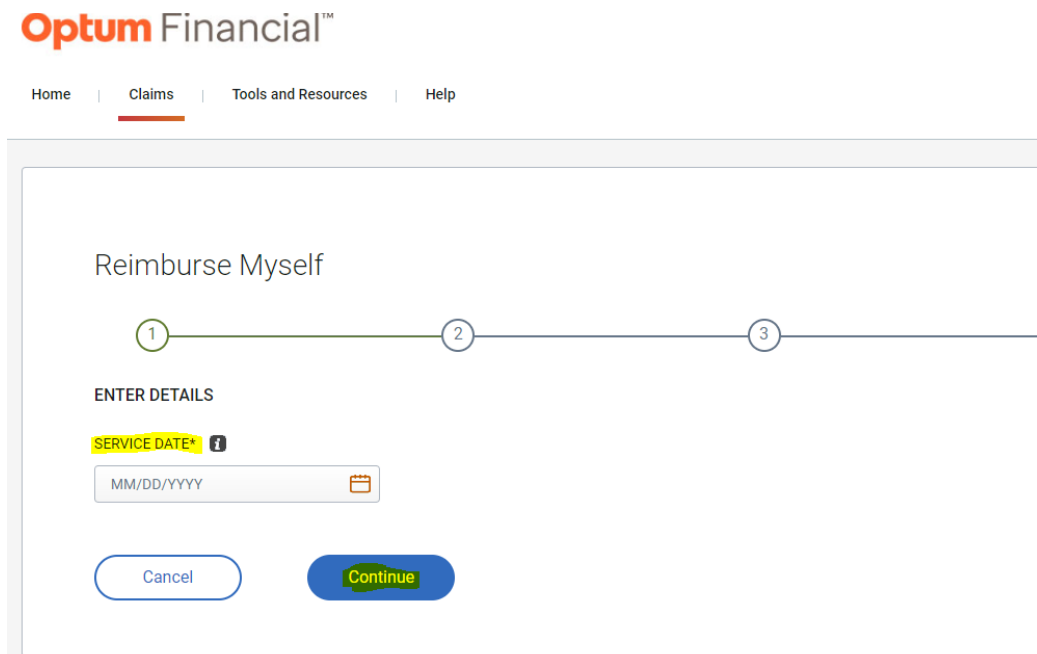 Optum Financial™
Home | Claims | Tools and Resources | Help
Reimburse Myself
1 2 3
ENTER DETAILS
SERVICE DATE* i
MM/DD/YYYY
Cancel Continue